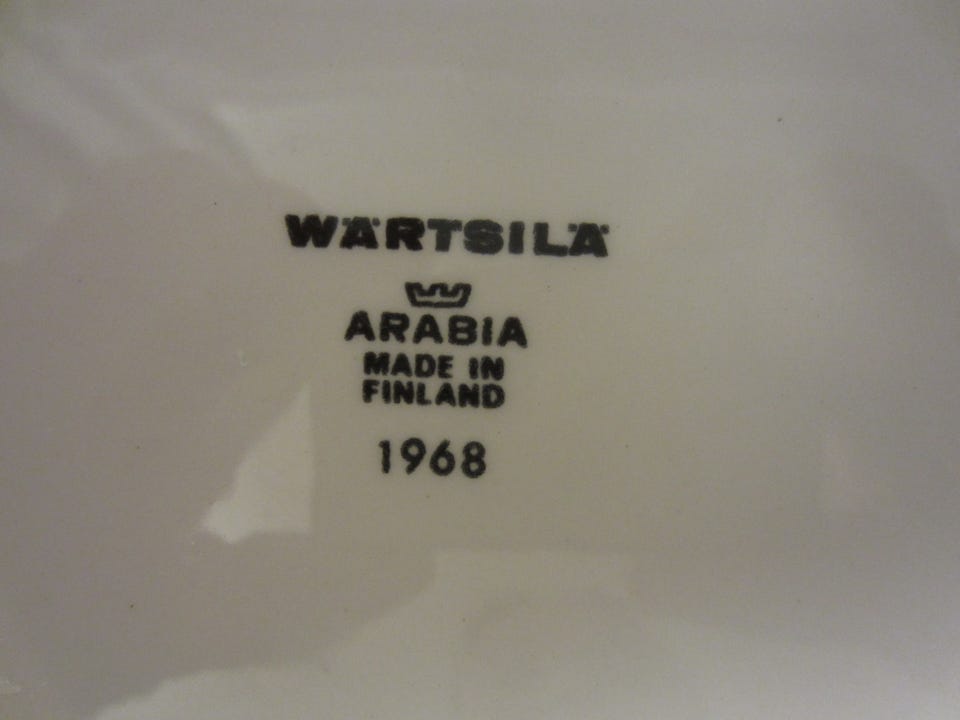 WÄRTSILÄ
ARABIA
MADE IN
FINLAND
1968